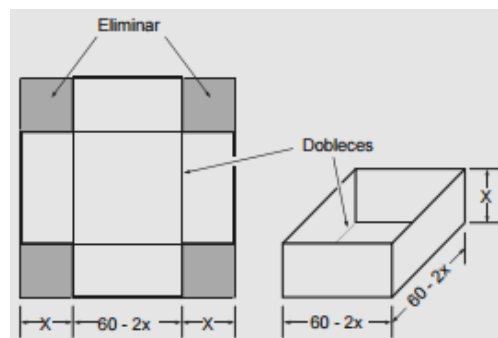 Eliminar
Dobleces
X
60 - 2x
X 60 - 2x X
60 - 2x